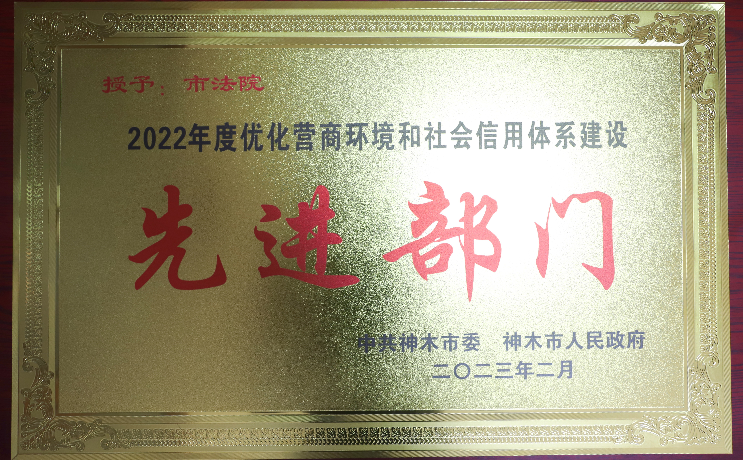 授予：市法院
2022年度优化营商环境和社会信用体系建设
先进部门
中共神木市委 神木市人民政府
二〇二三年二月